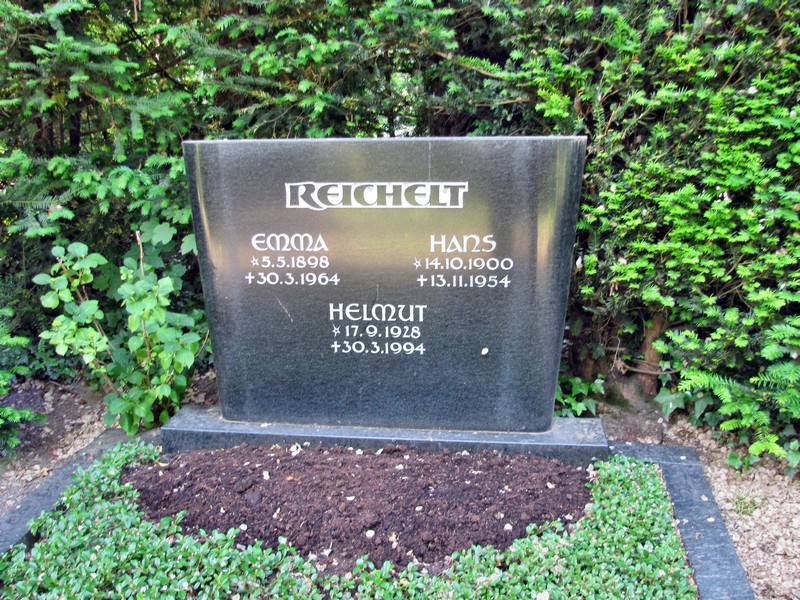 REICHELT
EMMA HANS
☆5.5.1898 ☆14.10.1900
✝30.3.1964 ✝13.11.1954
HELMUT
☆17.9.1928
✝30.3.1994